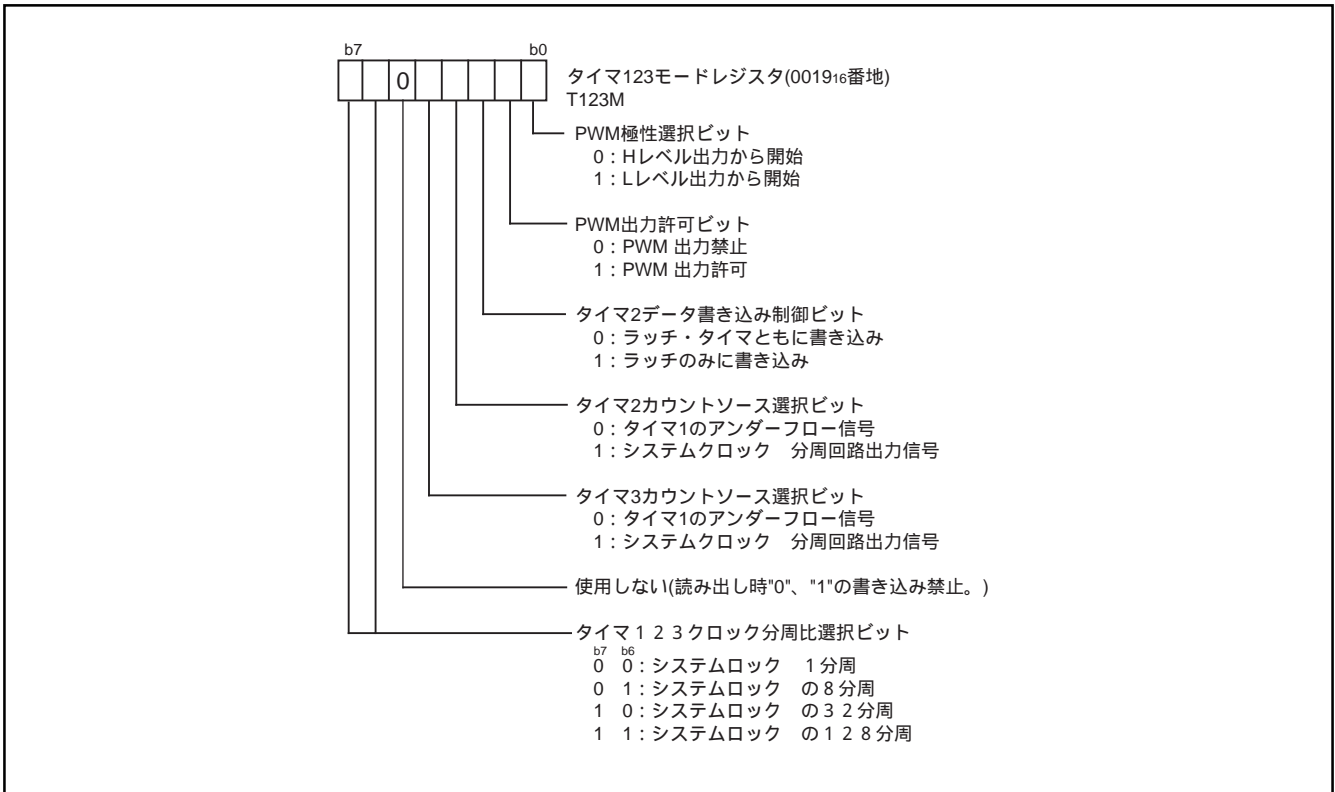 b7 b0
0
タイマ123モードレジスタ(0019₁₆番地)
T123M
PWM極性選択ビット
0：Hレベル出力から開始
1：Lレベル出力から開始
PWM出力許可ビット
0：PWM 出力禁止
1：PWM 出力許可
タイマ2データ書き込み制御ビット
0：ラッチ・タイマともに書き込み
1：ラッチのみに書き込み
タイマ2カウントソース選択ビット
0：タイマ1のアンダーフロー信号
1：システムクロック　分周回路出力信号
タイマ3カウントソース選択ビット
0：タイマ1のアンダーフロー信号
1：システムクロック　分周回路出力信号
使用しない(読み出し時"0"、"1"の書き込み禁止。)
タイマ１２３クロック分周比選択ビット
b7 b6
0 0：システムロック　１分周
0 1：システムロック　の８分周
1 0：システムロック　の３２分周
1 1：システムロック　の１２８分周